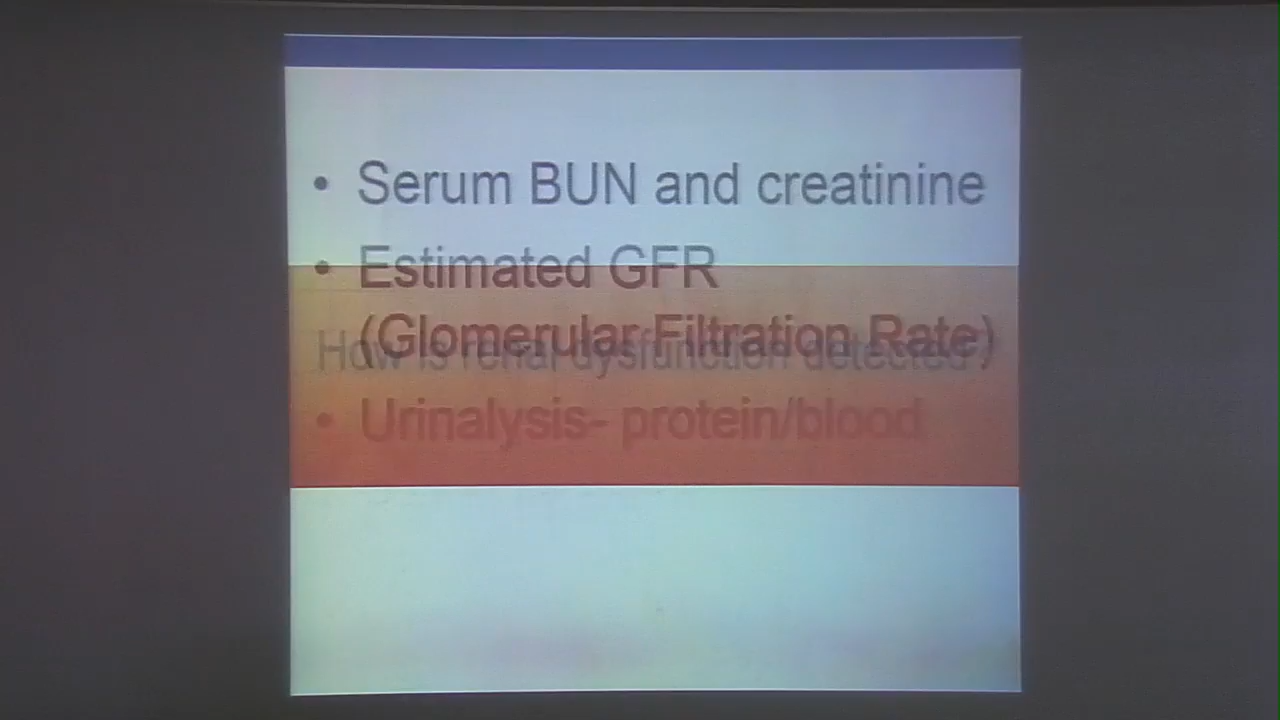 • Serum BUN and creatinine
• Estimated GFR
(Glomerular Filtration Rate)
How is renal dysfunction detected?
• Urinalysis- protein/blood